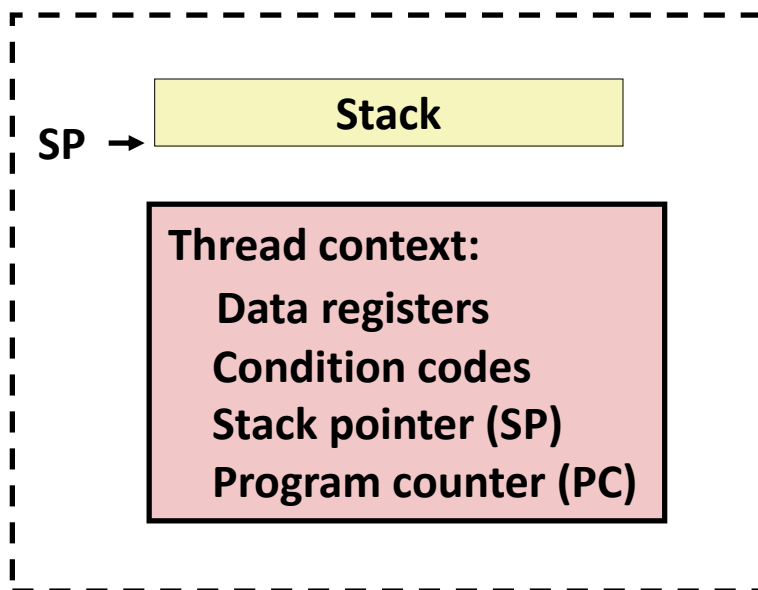 Stack
SP
Thread context:
Data registers
Condition codes
Stack pointer (SP)
Program counter (PC)